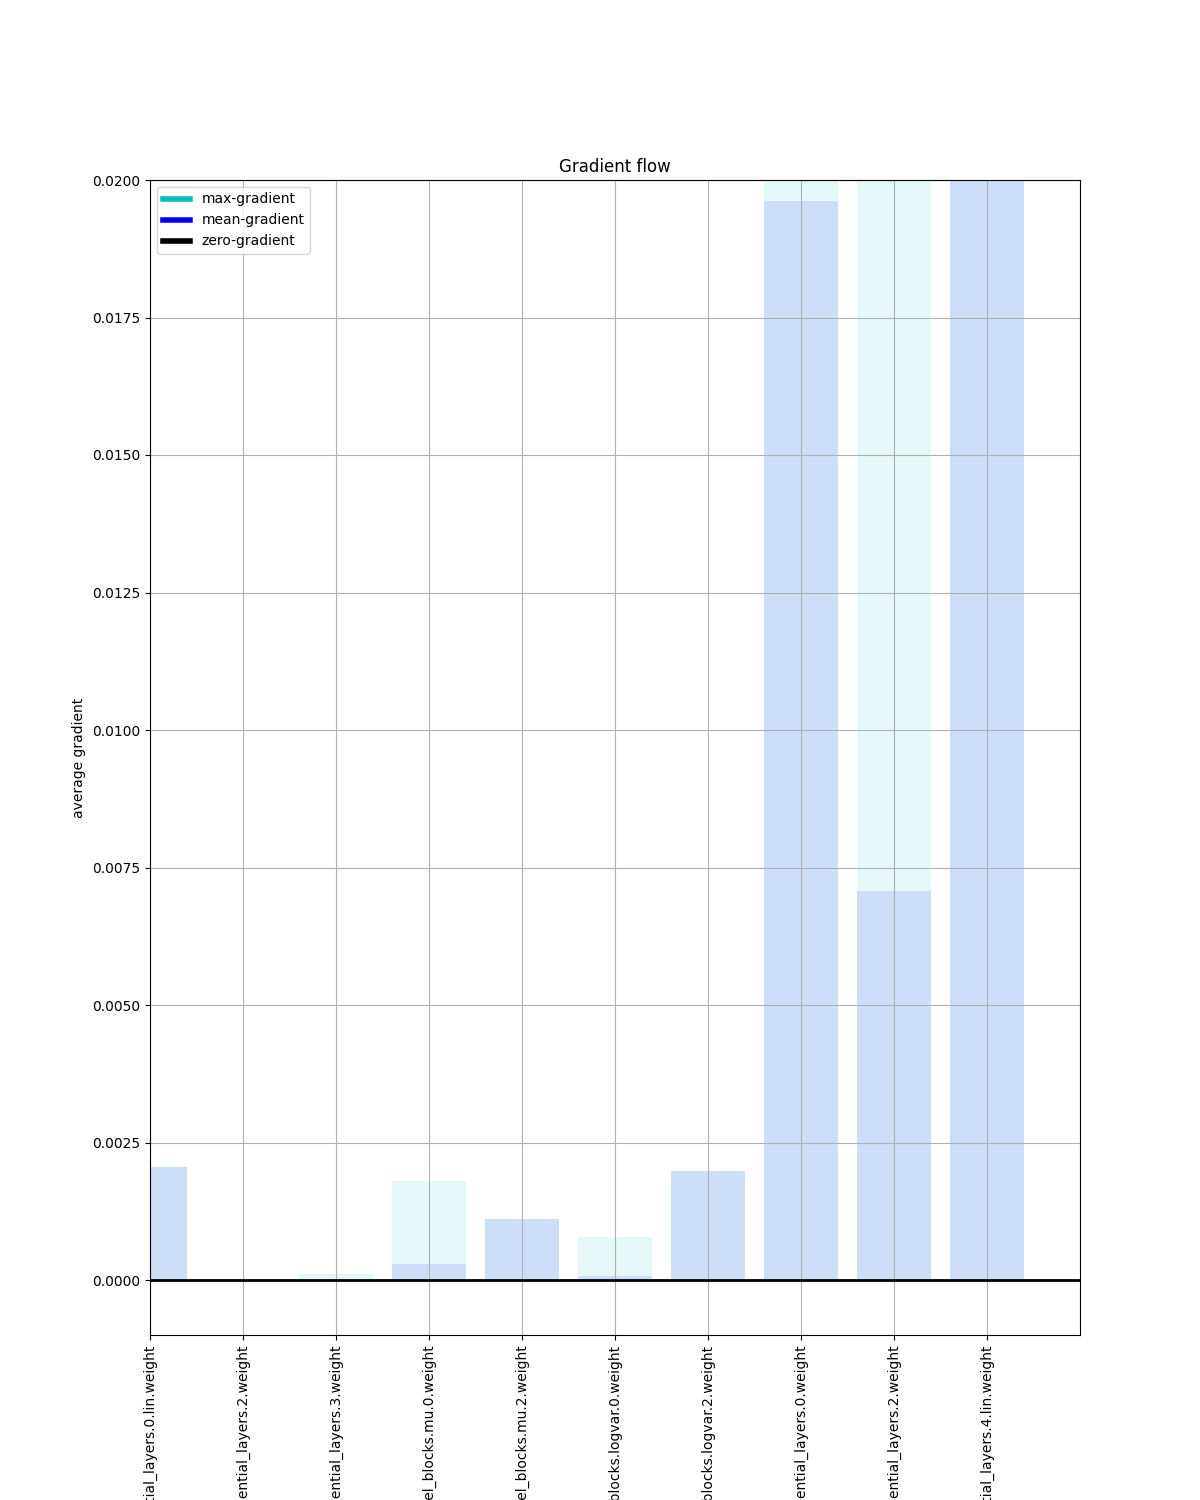 Gradient flow
max-gradient
mean-gradient
zero-gradient
0.0200
0.0175
0.0150
0.0125
0.0100
0.0075
0.0050
0.0025
0.0000
average gradient
tial_layers.0.lin.weight
ential_layers.2.weight
ential_layers.3.weight
el_blocks.mu.0.weight
el_blocks.mu.2.weight
blocks.logvar.0.weight
blocks.logvar.2.weight
ential_layers.0.weight
ential_layers.2.weight
tial_layers.4.lin.weight